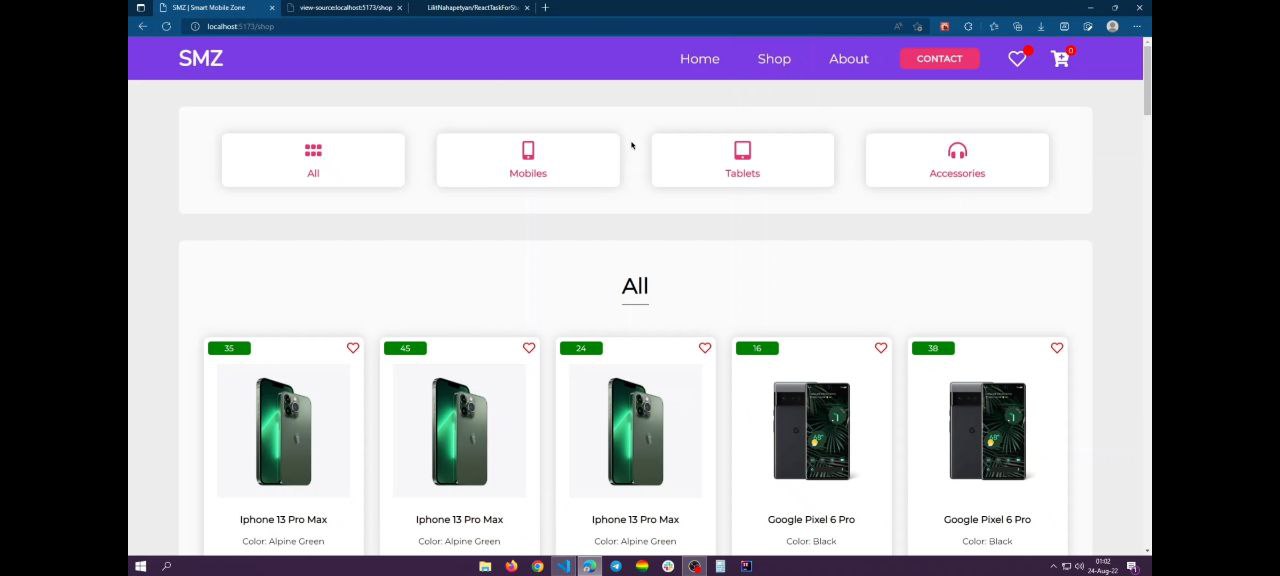 SMZ | Smart Mobile Zone
view-source:localhost:5173/shop
LilitNahapetyan/ReactTaskForSt
localhost:5173/shop
SMZ
Home
Shop
About
CONTACT
0
All
Mobiles
Tablets
Accessories
All
35
45
24
16
38
Iphone 13 Pro Max
Iphone 13 Pro Max
Iphone 13 Pro Max
Google Pixel 6 Pro
Google Pixel 6 Pro
Color: Alpine Green
Color: Alpine Green
Color: Alpine Green
Color: Black
Color: Black
01:02
24-Aug-22